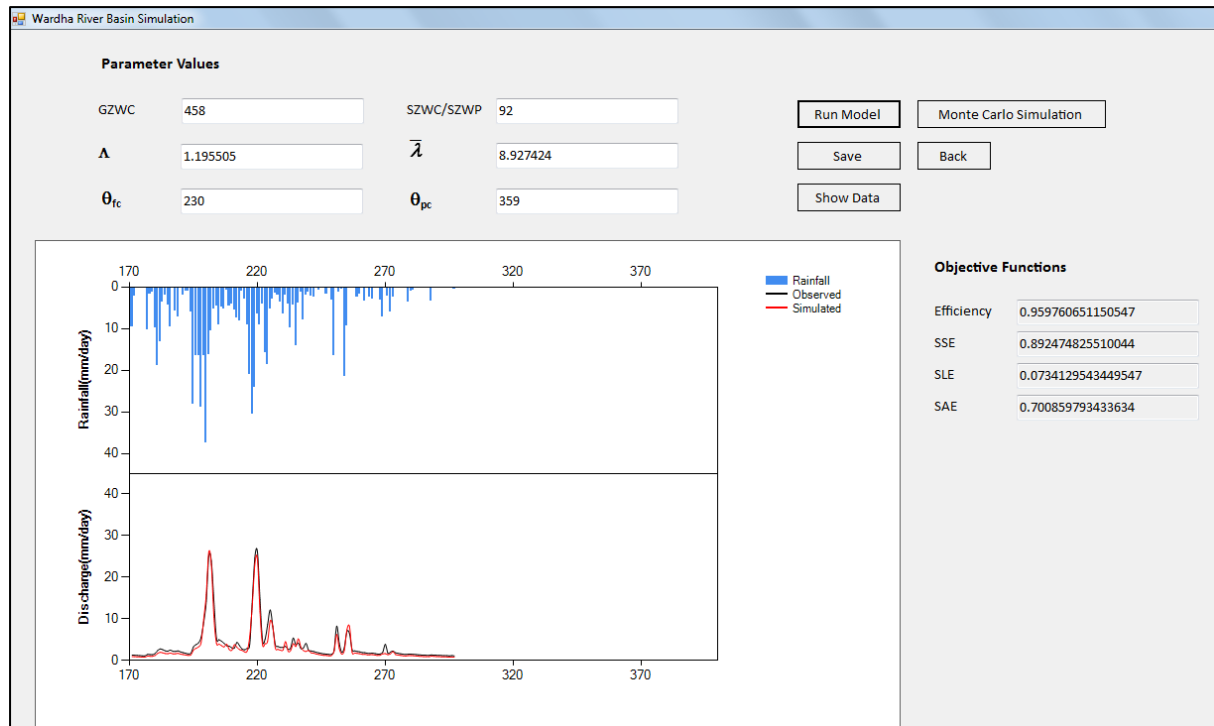 Wardha River Basin Simulation
Parameter Values
GZWC 458 SZWC/SZWP 92 Run Model Monte Carlo Simulation
Λ 1.195505 λ̅ 8.927424 Save Back
θfc 230 θpc 359 Show Data
170 220 270 320 370
Rainfall
Observed
Simulated
0
10
20
30
40
Rainfall(mm/day)
40
30
20
10
0
Discharge(mm/day)
170 220 270 320 370
Objective Functions
Efficiency 0.959760651150547
SSE 0.892474825510044
SLE 0.0734129543449547
SAE 0.700859793433634